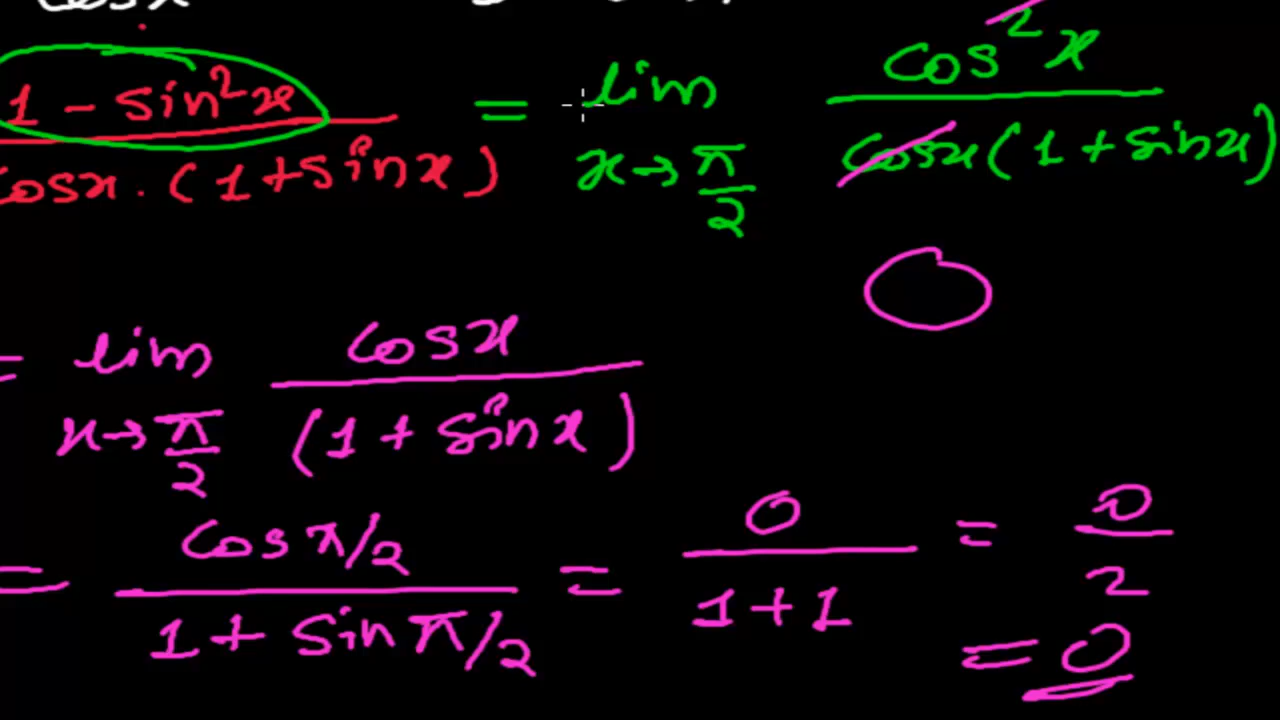 cosx
1 - sin²x / cosx . (1 + sinx) = lim x→π/2 cos²x / cosx (1 + sinx)
= lim x→π/2 cosx / (1 + sinx)
= cos π/2 / 1 + sin π/2 = 0 / 1 + 1 = 0 / 2
= 0